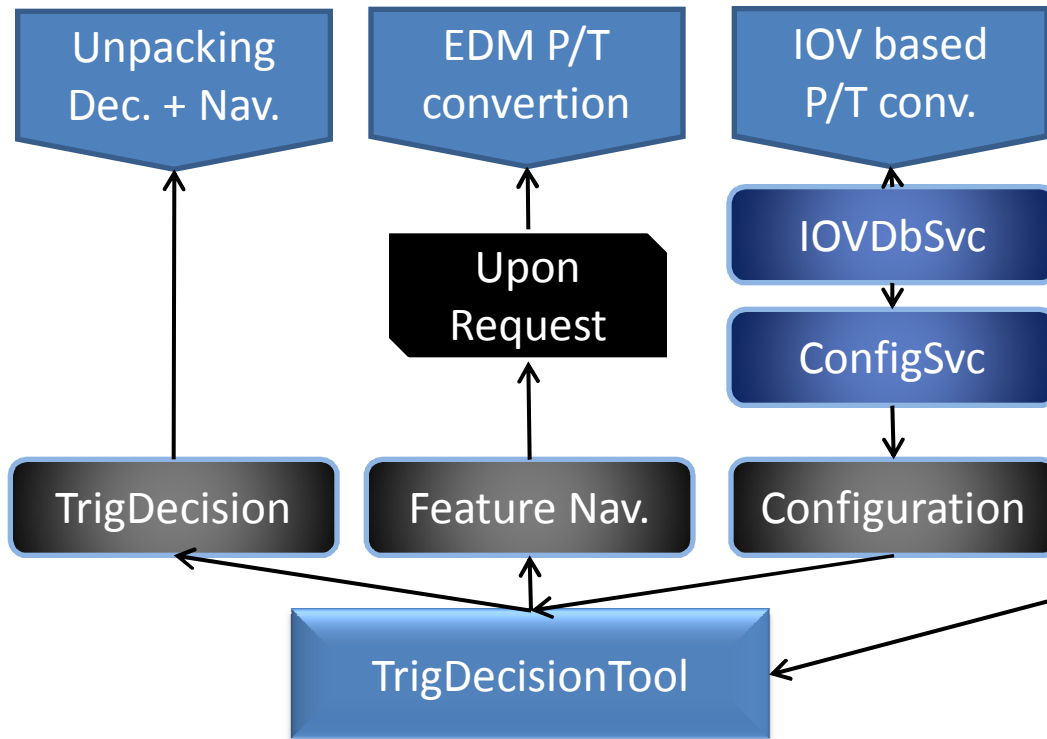 Unpacking
Dec. + Nav.
EDM P/T
convertion
IOV based
P/T conv.
IOVDbSvc
Upon
Request
ConfigSvc
TrigDecision
Feature Nav.
Configuration
TrigDecisionTool